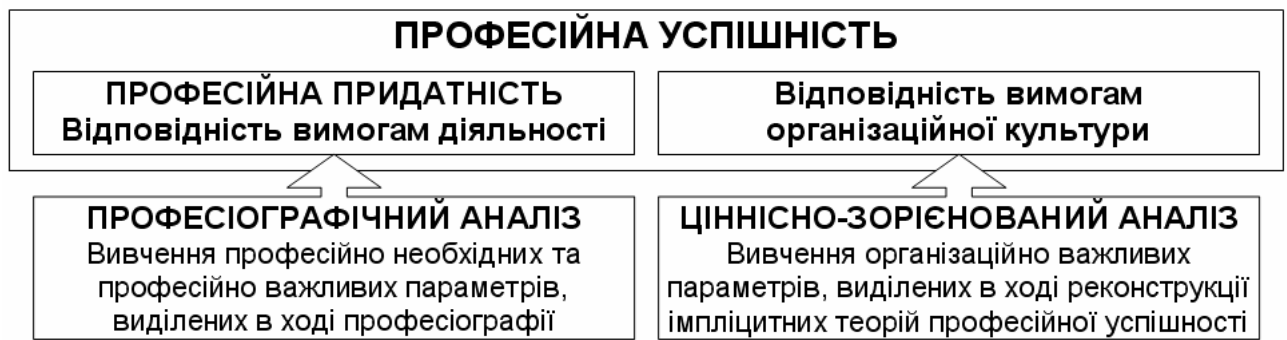 ПРОФЕСІЙНА УСПІШНІСТЬ
ПРОФЕСІЙНА ПРИДАТНІСТЬ
Відповідність вимогам діяльності
Відповідність вимогам
організаційної культури
ПРОФЕСІОГРАФІЧНИЙ АНАЛІЗ
Вивчення професійно необхідних та
професійно важливих параметрів,
виділених в ході професіографії
ЦІННІСНО-ЗОРІЄНОВАНИЙ АНАЛІЗ
Вивчення організаційно важливих
параметрів, виділених в ході реконструкції
імпліцитних теорій професійної успішності